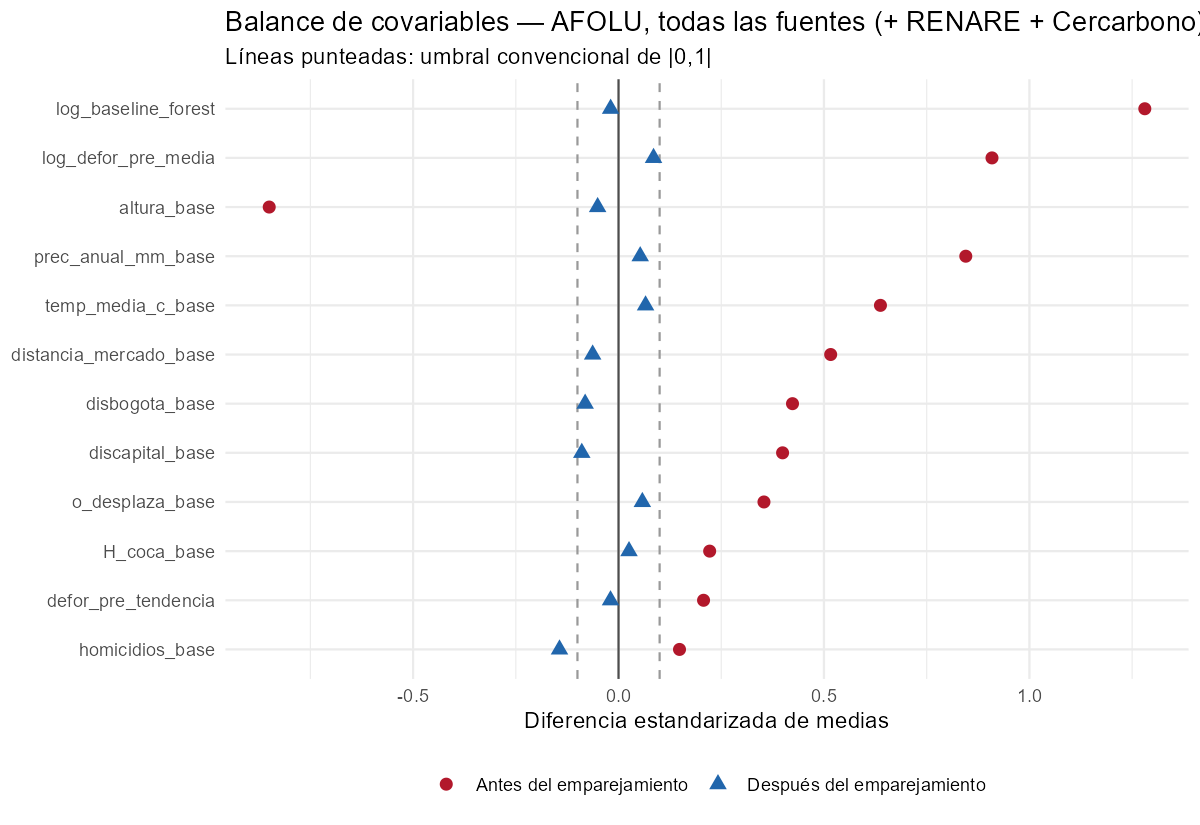 Balance de covariables — AFOLU, todas las fuentes (+ RENARE + Cercarbono)
Líneas punteadas: umbral convencional de |0,1|
log_baseline_forest
log_defor_pre_media
altura_base
prec_anual_mm_base
temp_media_c_base
distancia_mercado_base
disbogota_base
discapital_base
o_desplaza_base
H_coca_base
defor_pre_tendencia
homicidios_base
-0.5 0.0 0.5 1.0
Diferencia estandarizada de medias
Antes del emparejamiento Después del emparejamiento